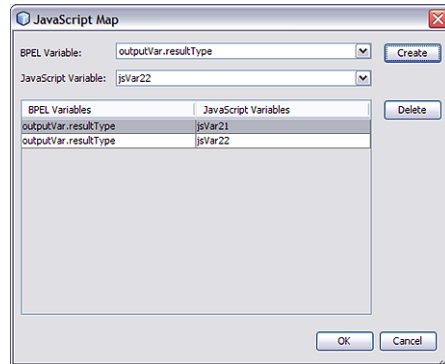 JavaScript Map
BPEL Variable: outputVar.resultType Create
JavaScript Variable: jsVar22
BPEL Variables JavaScript Variables Delete
outputVar.resultType jsVar21
outputVar.resultType jsVar22
OK Cancel